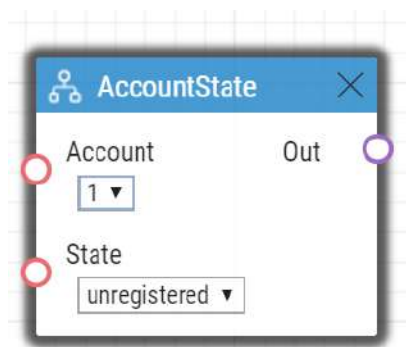 AccountState
Account Out
1
State
unregistered